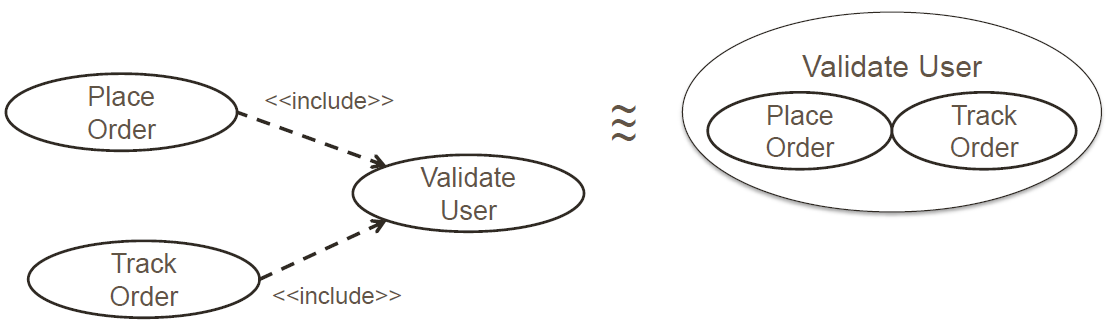 Place
Order
<<include>>
Validate
User
Track
Order
<<include>>
≋
Validate User
Place
Order
Track
Order